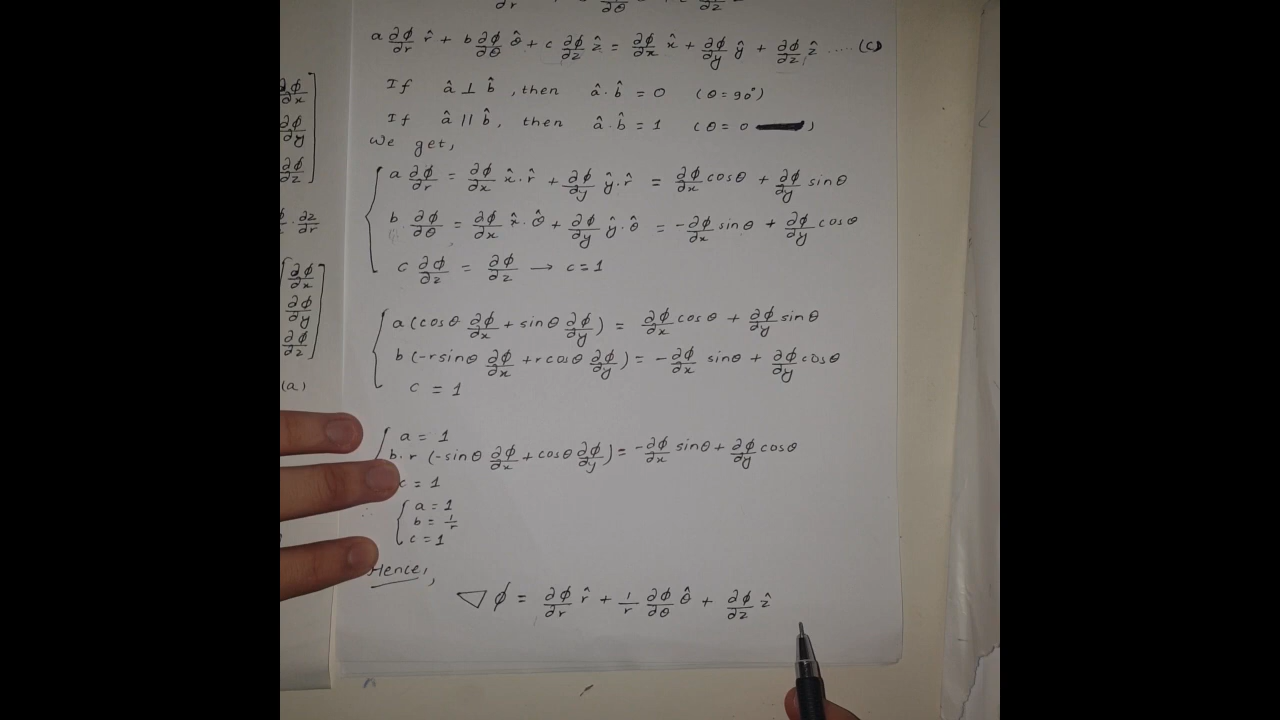 ∂r ∂θ ∂z
a ∂φ/∂r r̂ + b ∂φ/∂θ θ̂ + c ∂φ/∂z ẑ = ∂φ/∂x x̂ + ∂φ/∂y ŷ + ∂φ/∂z ẑ ..... (c)
If â ⊥ b̂ , then â · b̂ = 0 (θ = 90°)
If â // b̂ , then â · b̂ = 1 (θ = 0 )
We get,
a ∂φ/∂r = ∂φ/∂x x̂ · r̂ + ∂φ/∂y ŷ · r̂ = ∂φ/∂x cosθ + ∂φ/∂y sinθ
b ∂φ/∂θ = ∂φ/∂x x̂ · θ̂ + ∂φ/∂y ŷ · θ̂ = -∂φ/∂x sinθ + ∂φ/∂y cosθ
c ∂φ/∂z = ∂φ/∂z → c = 1
a (cosθ ∂φ/∂x + sinθ ∂φ/∂y) = ∂φ/∂x cosθ + ∂φ/∂y sinθ
b (-rsinθ ∂φ/∂x + rcosθ ∂φ/∂y) = -∂φ/∂x sinθ + ∂φ/∂y cosθ
c = 1
a = 1
b·r (-sinθ ∂φ/∂x + cosθ ∂φ/∂y) = -∂φ/∂x sinθ + ∂φ/∂y cosθ
c = 1
a = 1
b = 1/r
c = 1
Hence,
∇φ = ∂φ/∂r r̂ + 1/r ∂φ/∂θ θ̂ + ∂φ/∂z ẑ
∂φ/∂x
∂φ/∂y
∂φ/∂z
· ∂z/∂r
∂φ/∂x
∂φ/∂y
∂φ/∂z
(a)